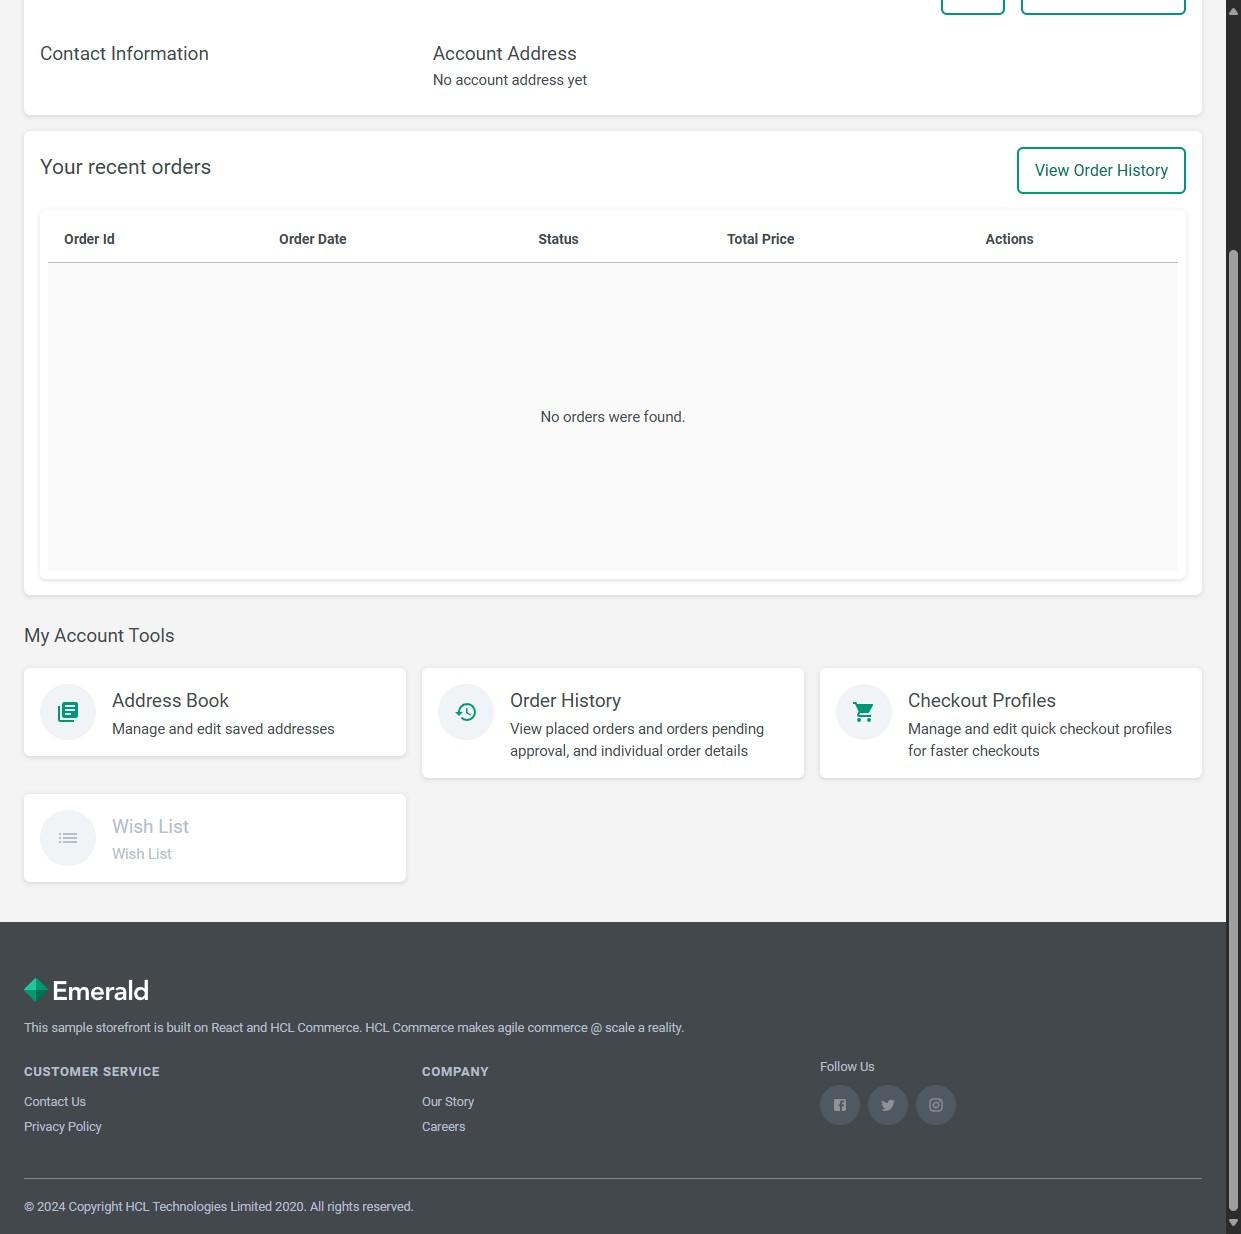 Contact Information
Account Address
No account address yet
Your recent orders
View Order History
Order Id
Order Date
Status
Total Price
Actions
No orders were found.
My Account Tools
Address Book
Manage and edit saved addresses
Order History
View placed orders and orders pending
approval, and individual order details
Checkout Profiles
Manage and edit quick checkout profiles
for faster checkouts
Wish List
Wish List
Emerald
This sample storefront is built on React and HCL Commerce. HCL Commerce makes agile commerce @ scale a reality.
CUSTOMER SERVICE
Contact Us
Privacy Policy
COMPANY
Our Story
Careers
Follow Us
© 2024 Copyright HCL Technologies Limited 2020. All rights reserved.